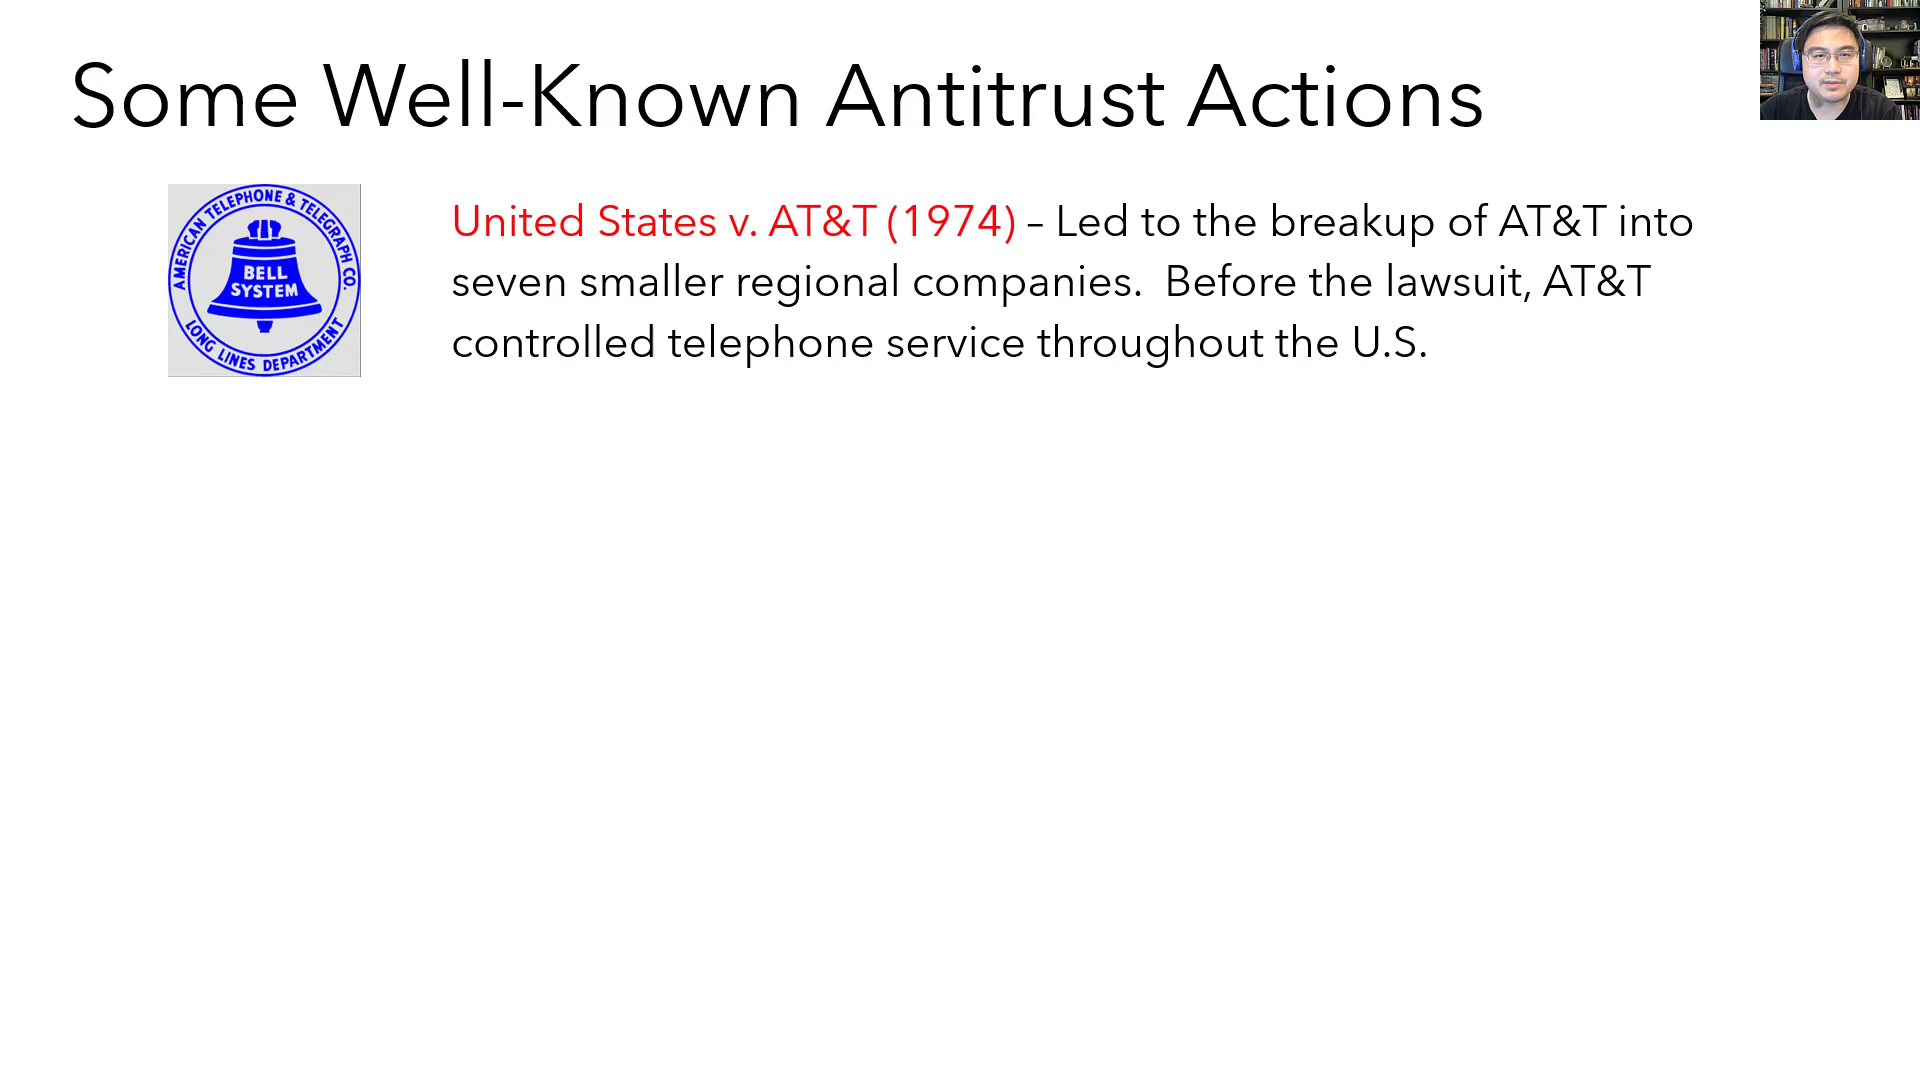 Some Well-Known Antitrust Actions
AMERICAN TELEPHONE & TELEGRAPH CO.
BELL
SYSTEM
LONG LINES DEPARTMENT
United States v. AT&T (1974) – Led to the breakup of AT&T into
seven smaller regional companies.  Before the lawsuit, AT&T
controlled telephone service throughout the U.S.